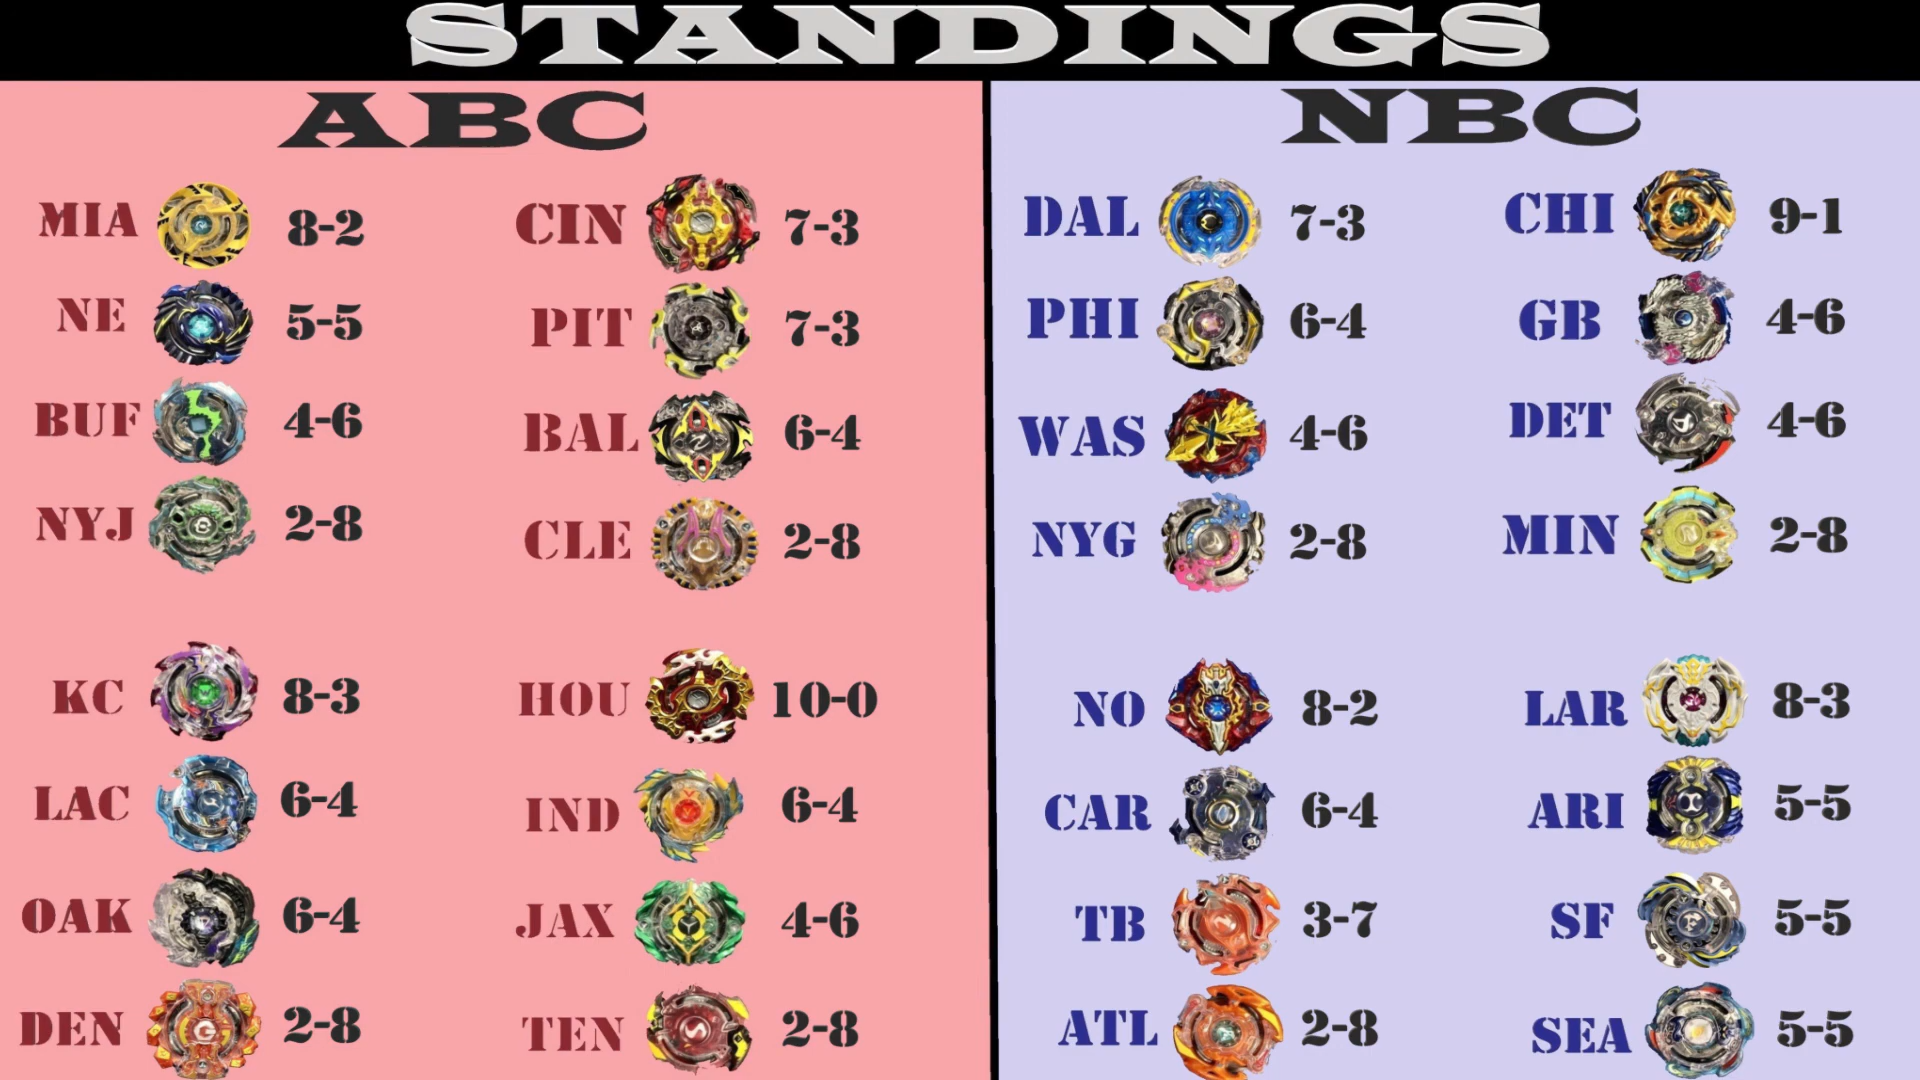 STANDINGS
ABC
MIA 8-2
NE 5-5
BUF 4-6
NYJ 2-8
CIN 7-3
PIT 7-3
BAL 6-4
CLE 2-8
KC 8-3
LAC 6-4
OAK 6-4
DEN 2-8
HOU 10-0
IND 6-4
JAX 4-6
TEN 2-8
NBC
DAL 7-3
PHI 6-4
WAS 4-6
NYG 2-8
CHI 9-1
GB 4-6
DET 4-6
MIN 2-8
NO 8-2
CAR 6-4
TB 3-7
ATL 2-8
LAR 8-3
ARI 5-5
SF 5-5
SEA 5-5